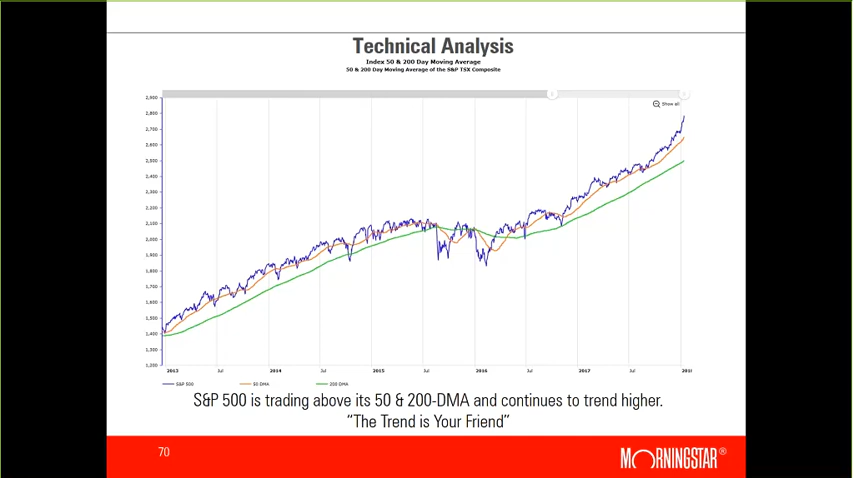 Technical Analysis
Index 50 & 200 Day Moving Average
50 & 200 Day Moving Average of the S&P TSX Composite
Show all
2,900
2,800
2,700
2,600
2,500
2,400
2,300
2,200
2,100
2,000
1,900
1,800
1,700
1,600
1,500
1,400
1,300
1,200
2013 Jul 2014 Jul 2015 Jul 2016 Jul 2017 Jul 201
S&P 500 50 DMA 200 DMA
S&P 500 is trading above its 50 & 200-DMA and continues to trend higher.
“The Trend is Your Friend”
70
MORNINGSTAR®